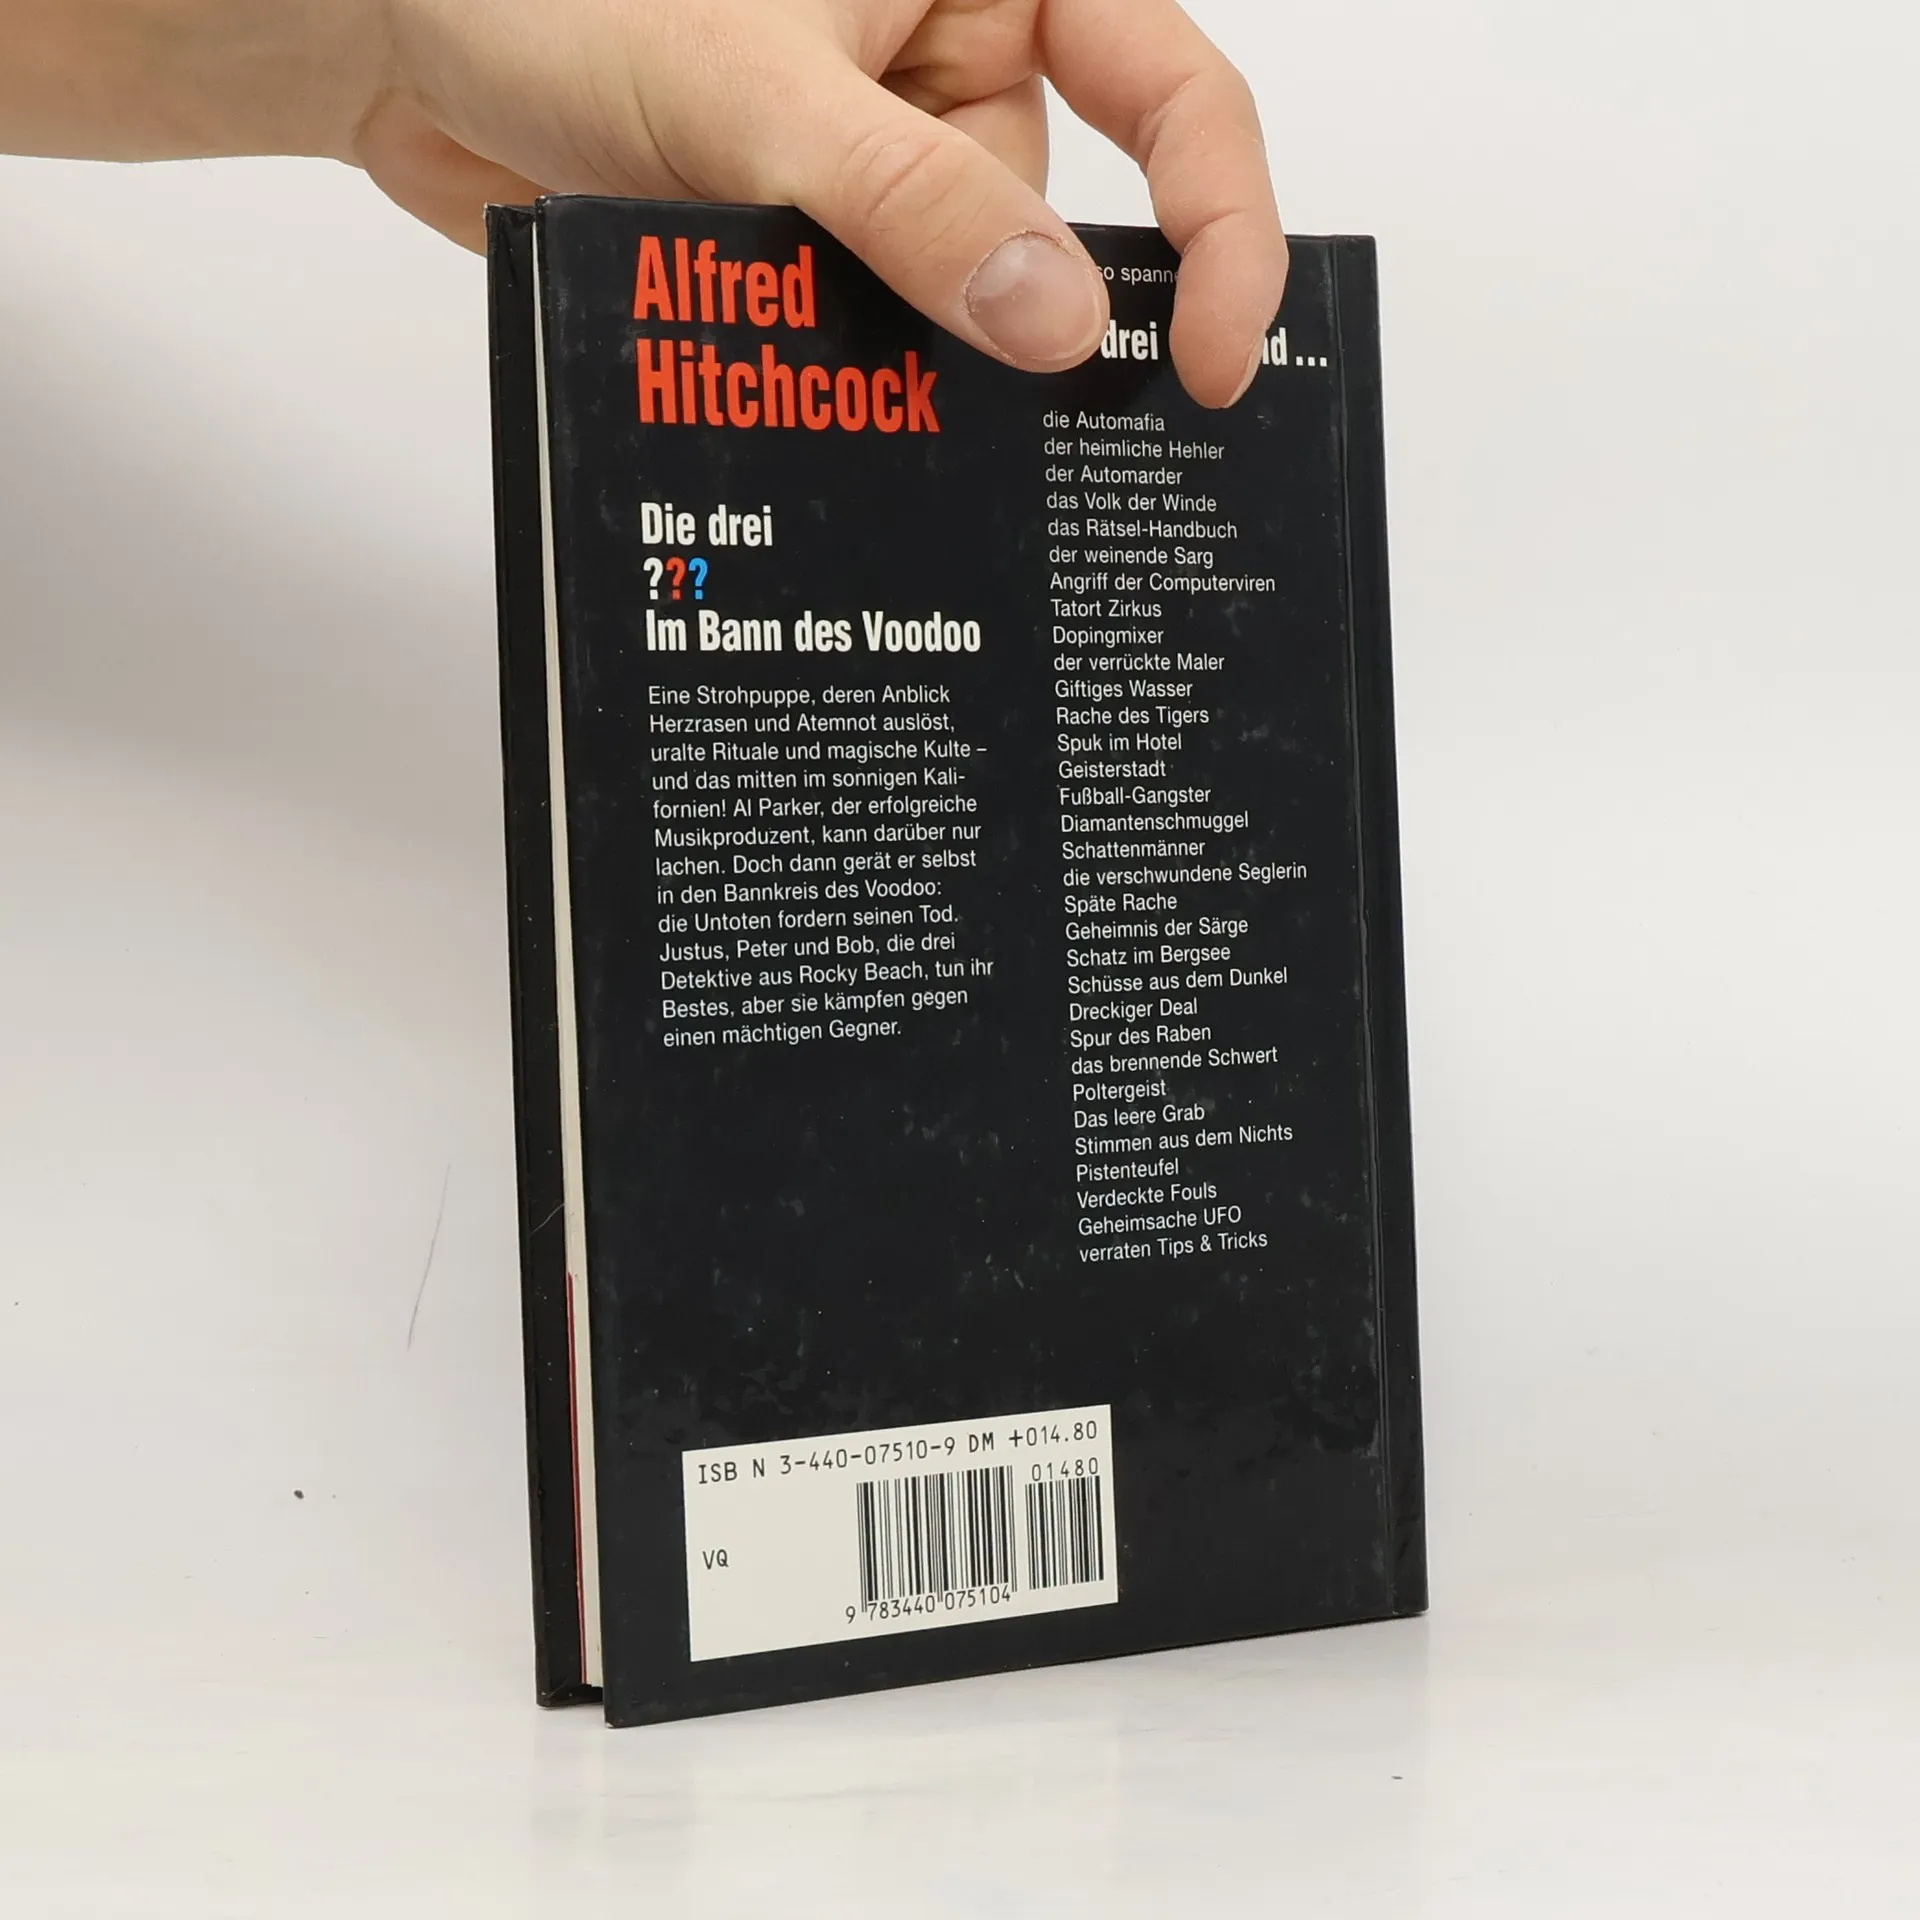 Alfred
Hitchcock
Die drei
???
Im Bann des Voodoo
Eine Strohpuppe, deren Anblick
Herzrasen und Atemnot auslöst,
uralte Rituale und magische Kulte –
und das mitten im sonnigen Kali-
fornien! Al Parker, der erfolgreiche
Musikproduzent, kann darüber nur
lachen. Doch dann gerät er selbst
in den Bannkreis des Voodoo:
die Untoten fordern seinen Tod.
Justus, Peter und Bob, die drei
Detektive aus Rocky Beach, tun ihr
Bestes, aber sie kämpfen gegen
einen mächtigen Gegner.
so
drei ...
die Automafia
der heimliche Hehler
der Automarder
das Volk der Winde
das Rätsel-Handbuch
der weinende Sarg
Angriff der Computerviren
Tatort Zirkus
Dopingmixer
der verrückte Maler
Giftiges Wasser
Rache des Tigers
Spuk im Hotel
Geisterstadt
Fußball-Gangster
Diamantenschmuggel
Schattenmänner
die verschwundene Seglerin
Späte Rache
Geheimnis der Särge
Schatz im Bergsee
Schüsse aus dem Dunkel
Dreckiger Deal
Spur des Raben
das brennende Schwert
Poltergeist
Das leere Grab
Stimmen aus dem Nichts
Pistenteufel
Verdeckte Fouls
Geheimsache UFO
verraten Tips & Tricks
ISB N 3-440-07510-9 DM +014.80
01480
VQ
9 783440 075104